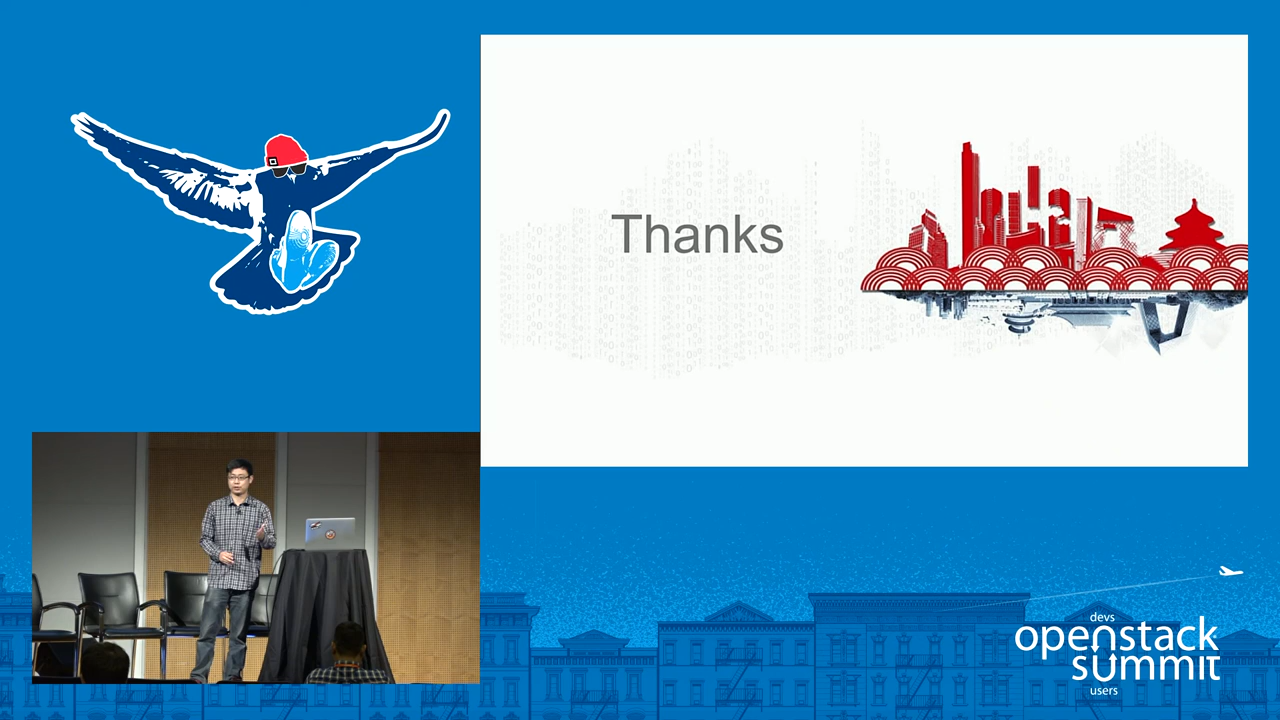 Thanks
devs
openstack
summit
users